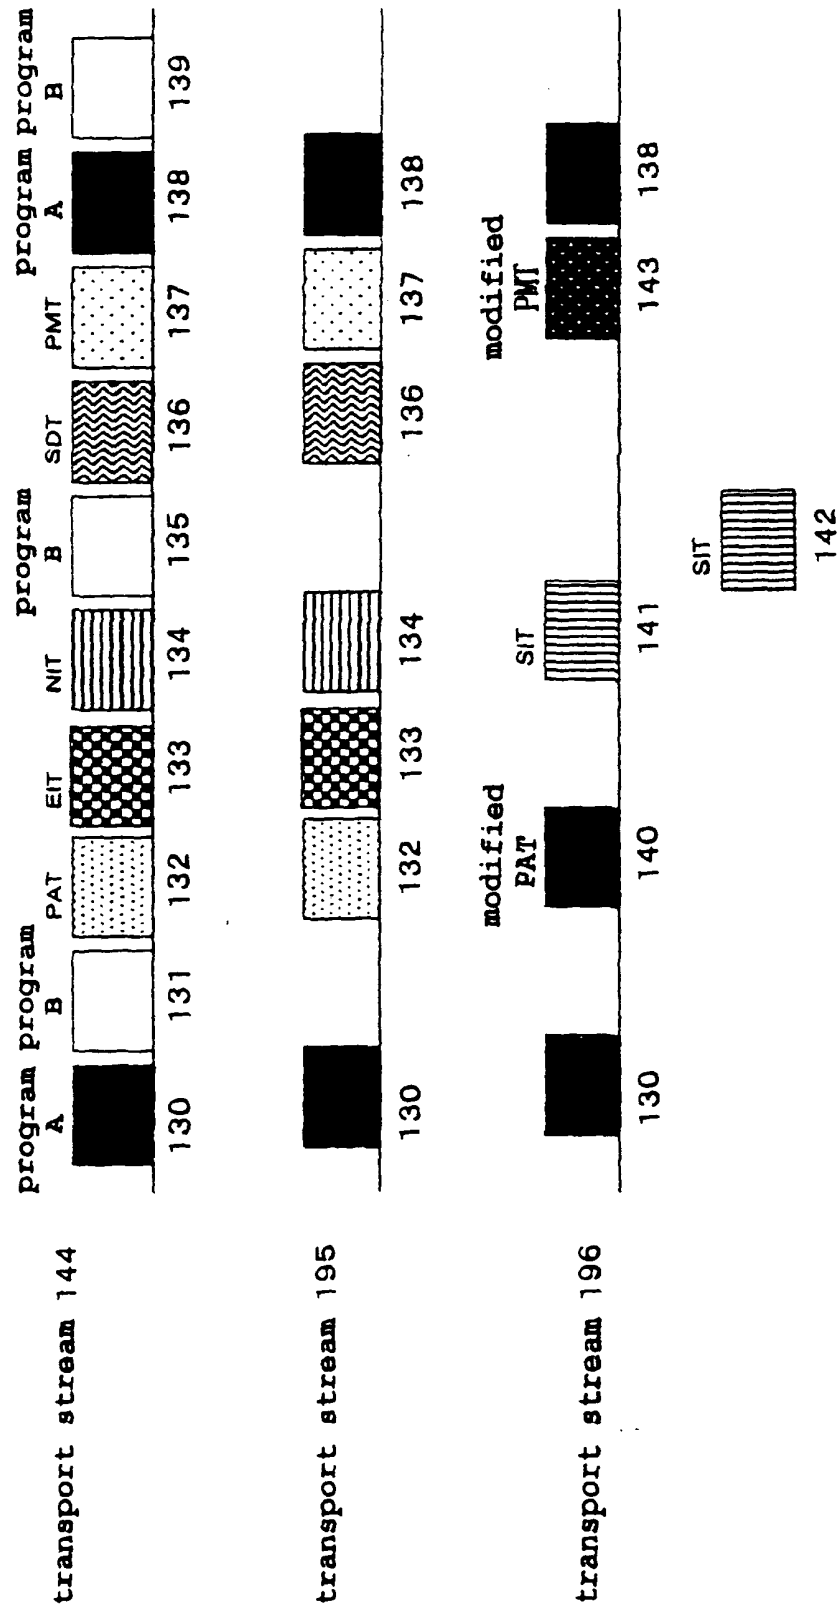 program program program program program
A B PAT EIT NIT B SDT PMT A B
130 131 132 133 134 135 136 137 138 139
transport stream 144
130 132 133 134 136 137 138
transport stream 195
modified modified
PAT SIT PMT
130 140 141 143 138
transport stream 196
SIT
142